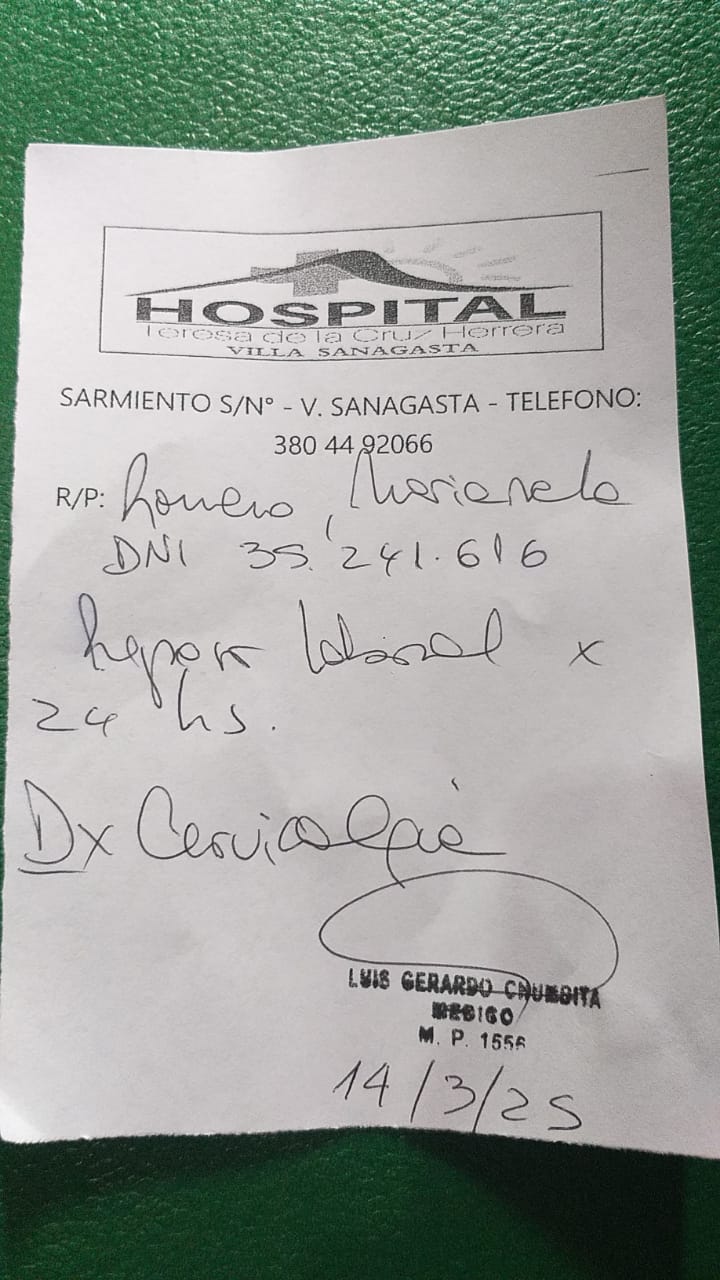 HOSPITAL
Teresa de la Cruz Herrera
VILLA SANAGASTA
SARMIENTO S/N° - V. SANAGASTA - TELEFONO:
380 44 92066
R/P: Romero, Marianela
DNI 35.241.616
Reposo laboral x
24 hs.
Dx Cervicalgia
LUIS GERARDO CHUMBITA
MEDICO
M. P. 1556
14/3/25